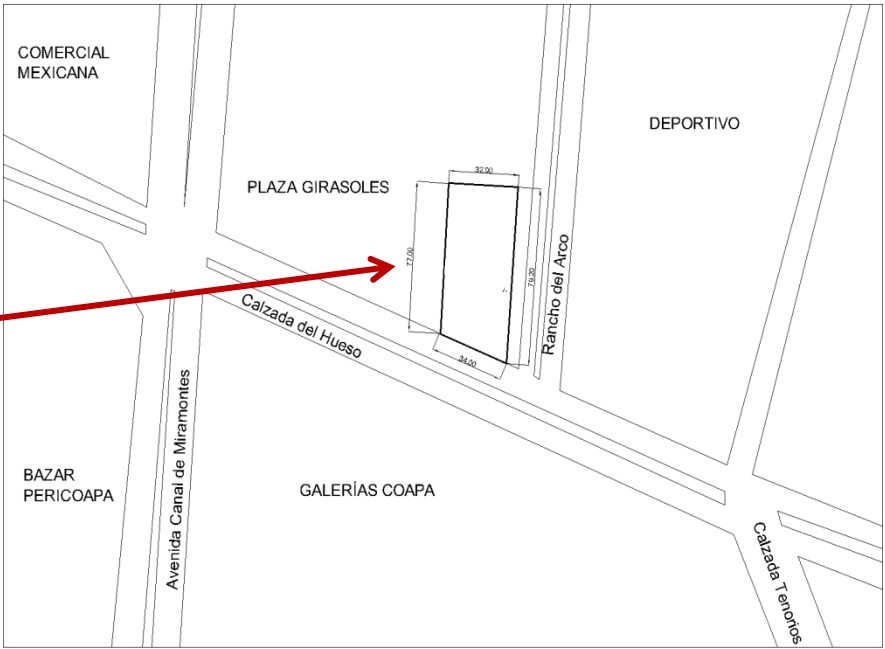 COMERCIAL
MEXICANA
DEPORTIVO
32.00
PLAZA GIRASOLES
77.00
79.20
Rancho del Arco
Calzada del Hueso
34.00
Avenida Canal de Miramontes
BAZAR
PERICOAPA
GALERÍAS COAPA
Calzada Tenorios